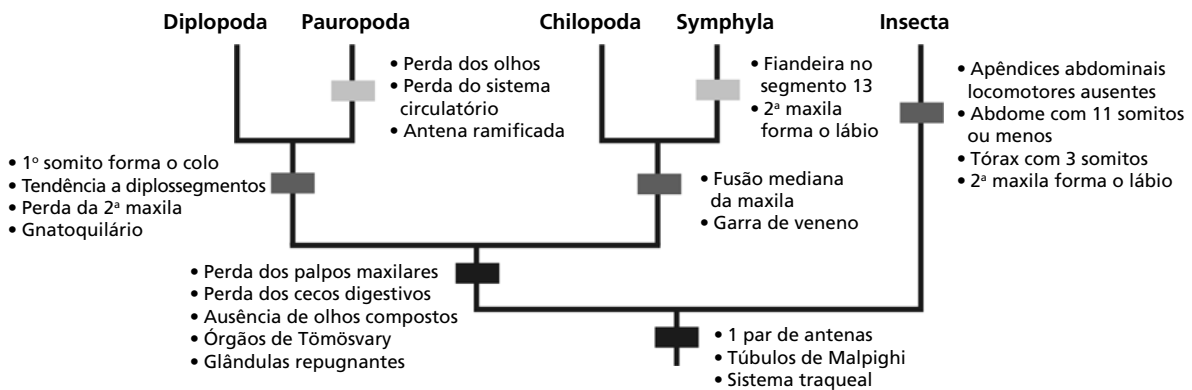 Diplopoda
Pauropoda
Chilopoda
Symphyla
Insecta
• Perda dos olhos
• Perda do sistema
circulatório
• Antena ramificada
• Fiandeira no
segmento 13
• 2ª maxila
forma o lábio
• Apêndices abdominais
locomotores ausentes
• Abdome com 11 somitos
ou menos
• Tórax com 3 somitos
• 2ª maxila forma o lábio
• 1º somito forma o colo
• Tendência a diplossegmentos
• Perda da 2ª maxila
• Gnatoquilário
• Fusão mediana
da maxila
• Garra de veneno
• Perda dos palpos maxilares
• Perda dos cecos digestivos
• Ausência de olhos compostos
• Órgãos de Tömösvary
• Glândulas repugnantes
• 1 par de antenas
• Túbulos de Malpighi
• Sistema traqueal